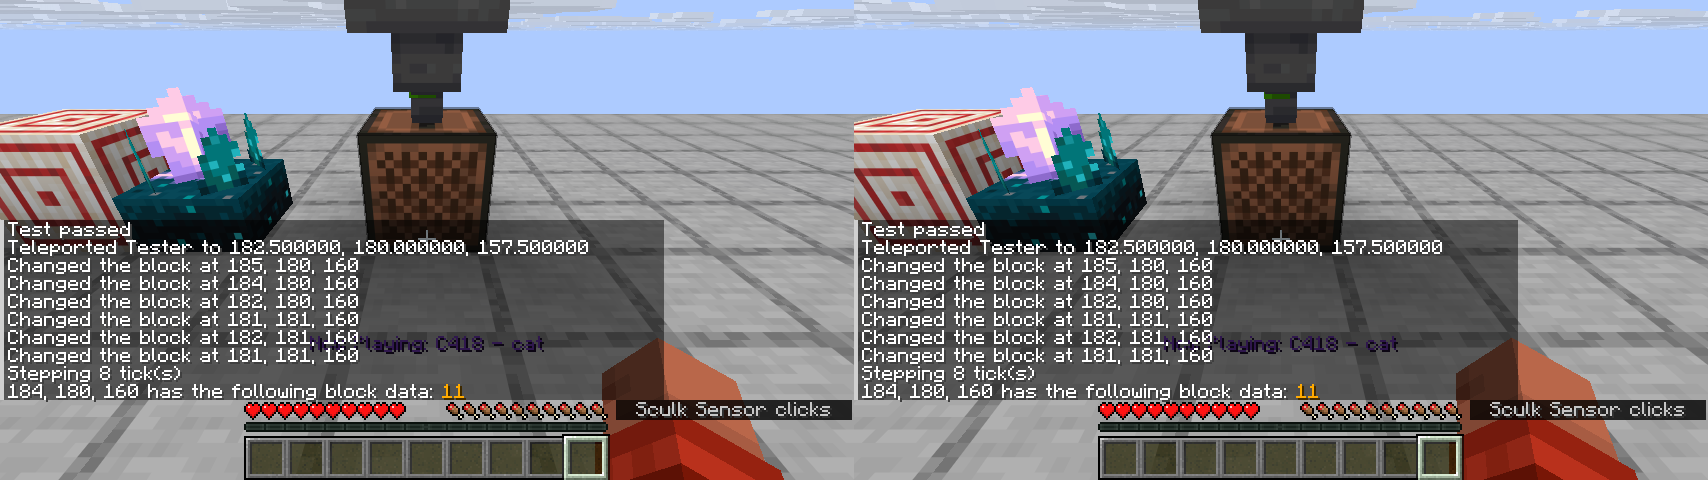 Test passed
Teleported Tester to 182.500000, 180.000000, 157.500000
Changed the block at 185, 180, 160
Changed the block at 184, 180, 160
Changed the block at 182, 180, 160
Changed the block at 181, 181, 160
Changed the block at 182, 181, 160
Playing: C418 - cat
Changed the block at 181, 181, 160
Stepping 8 tick(s)
184, 180, 160 has the following block data: 11
Sculk Sensor clicks
Test passed
Teleported Tester to 182.500000, 180.000000, 157.500000
Changed the block at 185, 180, 160
Changed the block at 184, 180, 160
Changed the block at 182, 180, 160
Changed the block at 181, 181, 160
Changed the block at 182, 181, 160
Playing: C418 - cat
Changed the block at 181, 181, 160
Stepping 8 tick(s)
184, 180, 160 has the following block data: 11
Sculk Sensor clicks